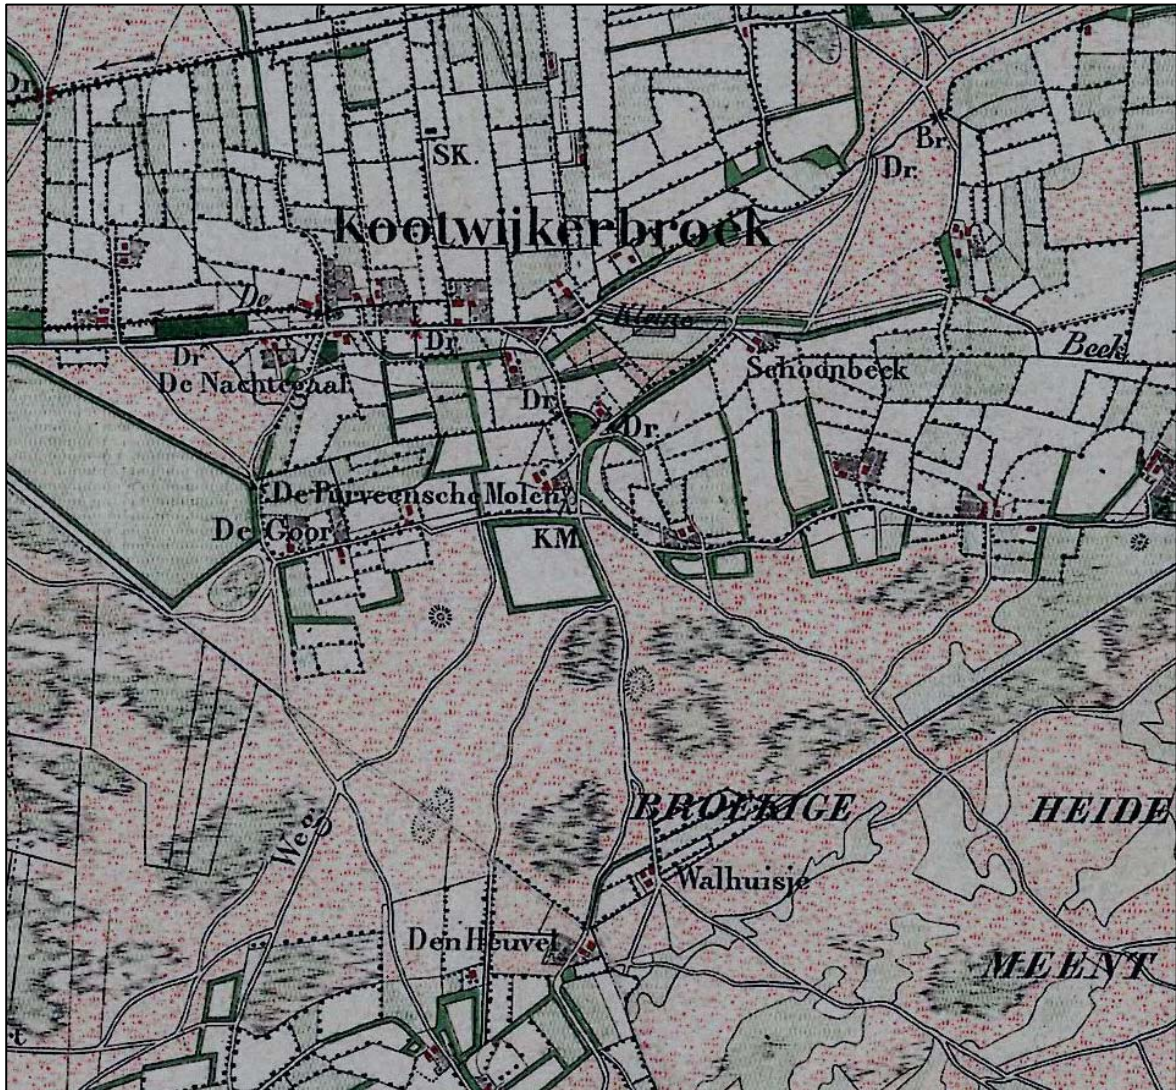 Dr.
SK.
Br.
Dr.
Kootwijkerbroek
De
Kleine
Beek
Dr
Dr.
De Nachtegaal
Schoonbeek
Dr.
Dr.
De Purveensche Molen
De Goor
KM.
BROEKIGE
HEIDE
Weg
Walhuisje
Den Heuvel
MEENT